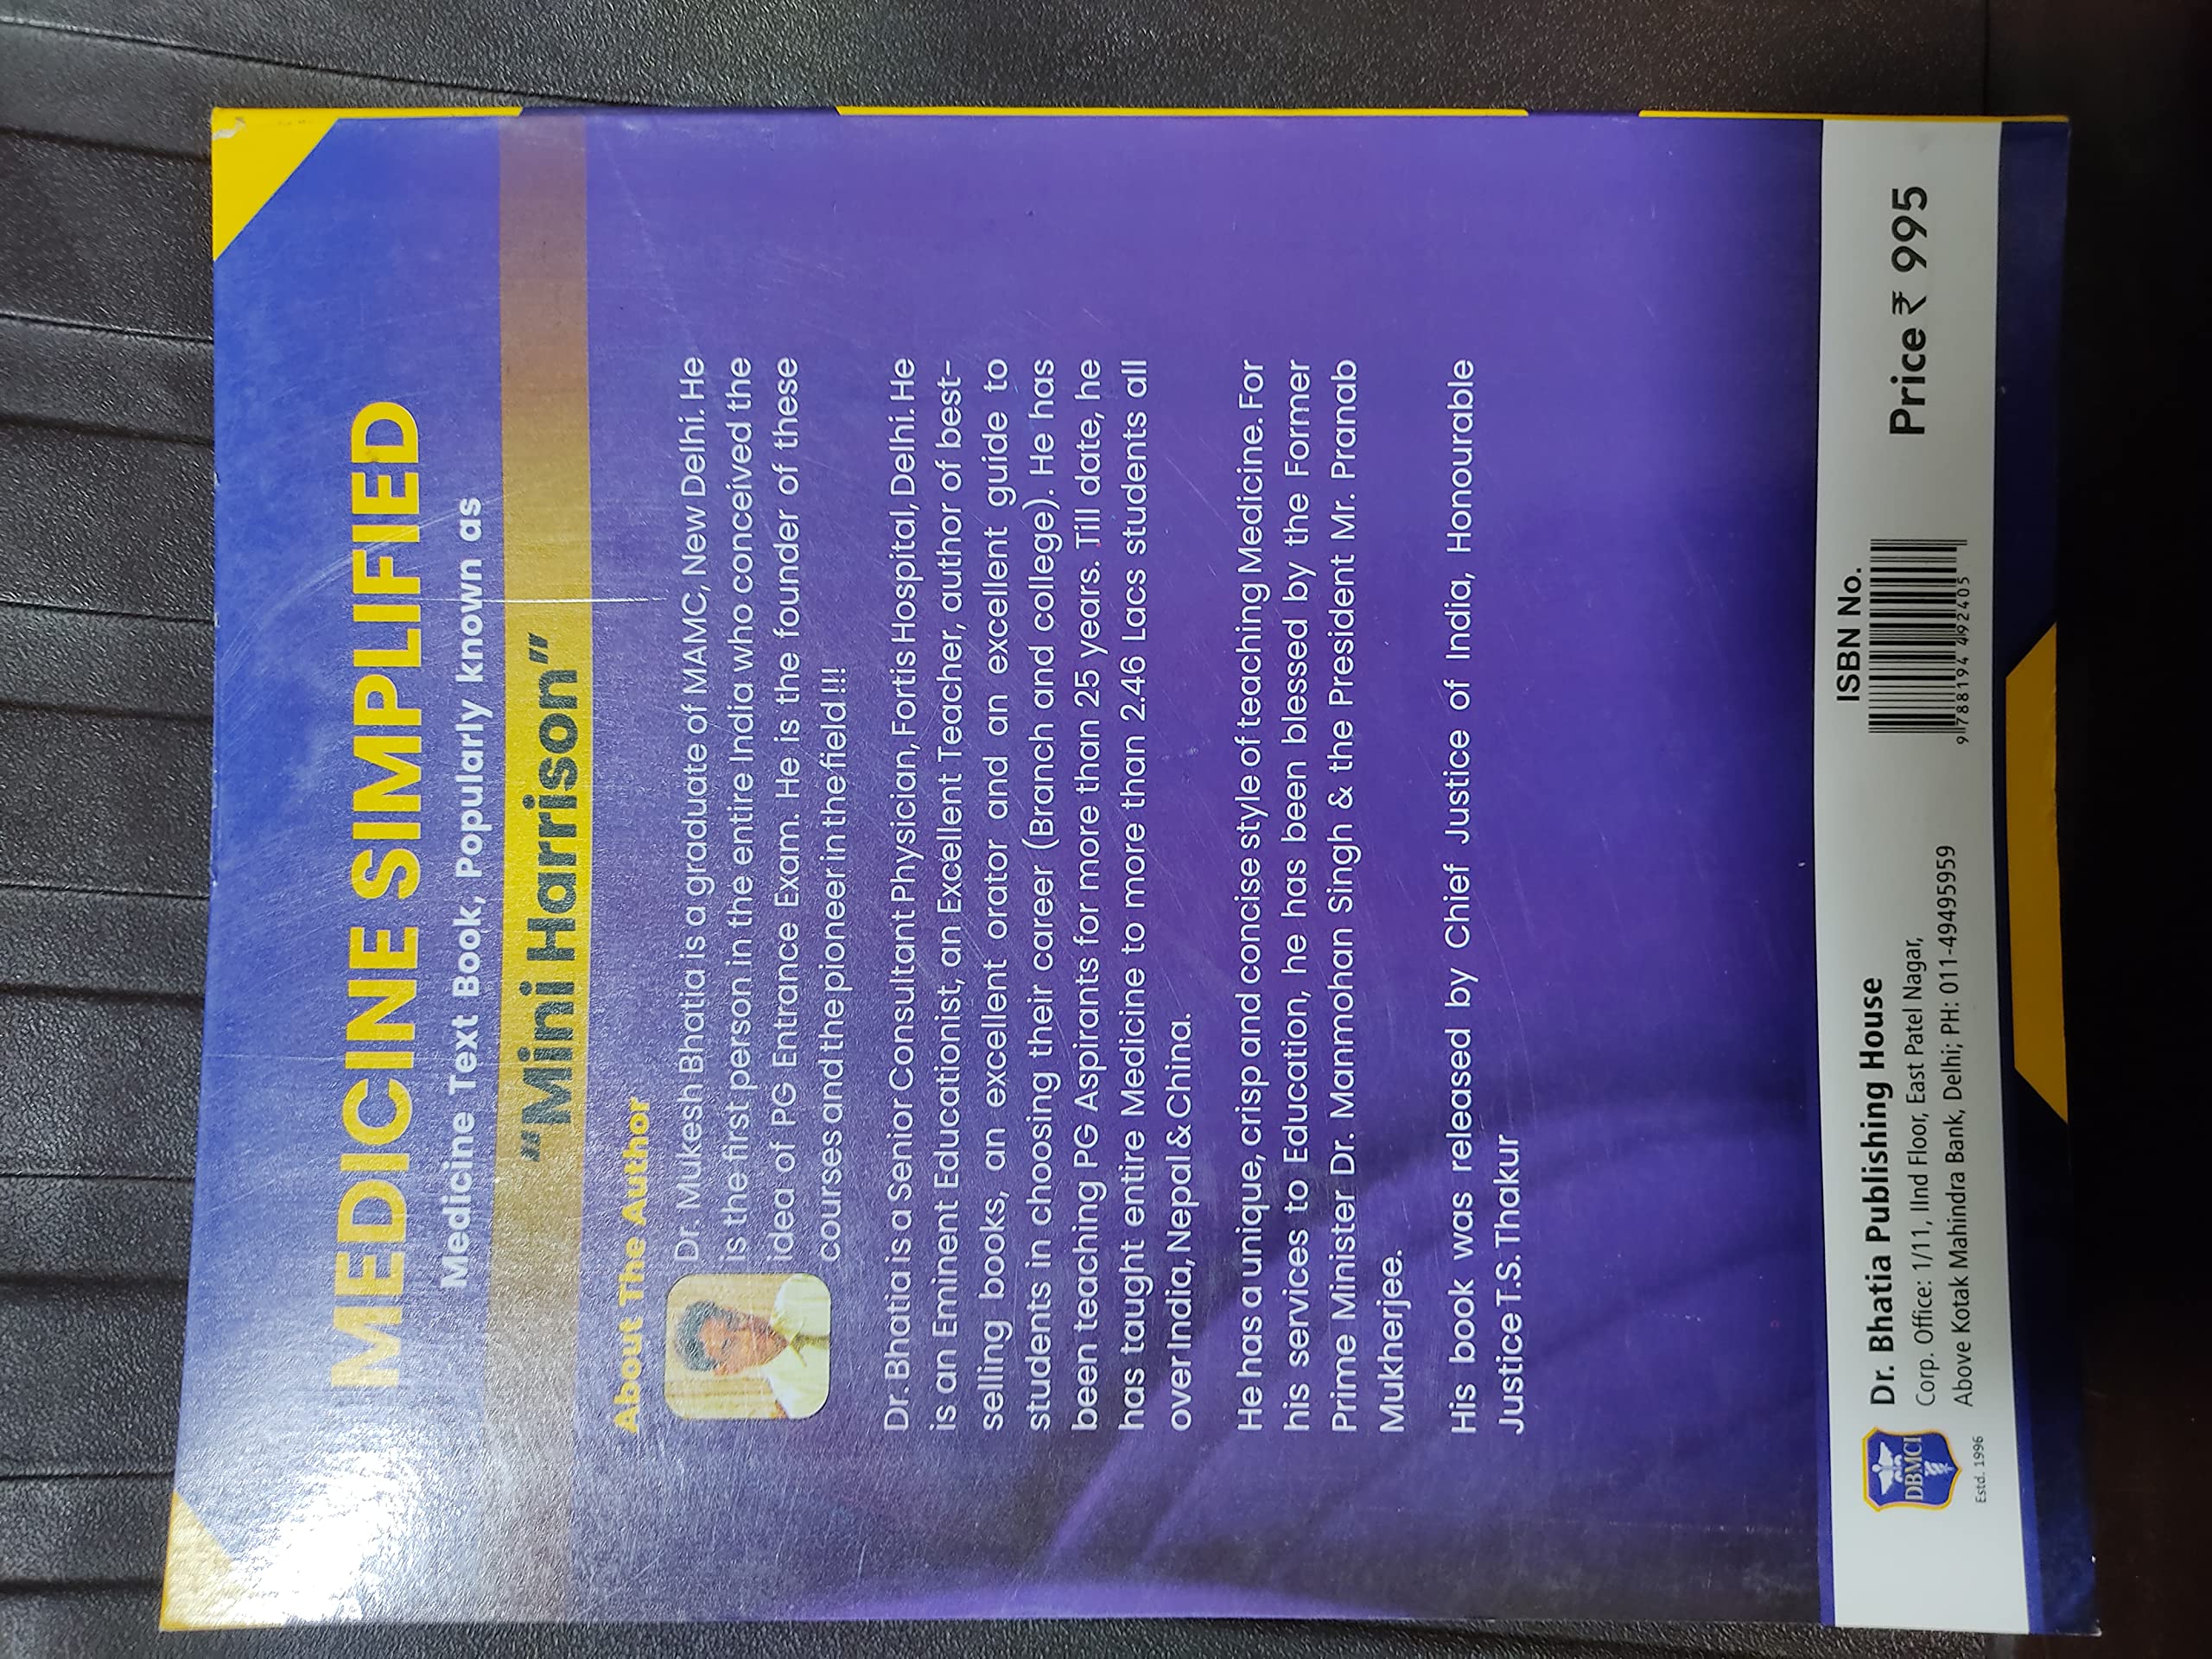 MEDICINE SIMPLIFIED
Medicine Text Book, Popularly known as
"Mini Harrison"
About The Author
Dr. Mukesh Bhatia is a graduate of MAMC, New Delhi. He
is the first person in the entire India who conceived the
idea of PG Entrance Exam. He is the founder of these
courses and the pioneer in the field !!!
Dr. Bhatia is a Senior Consultant Physician, Fortis Hospital, Delhi. He
is an Eminent Educationist, an Excellent Teacher, author of best-
selling books, an excellent orator and an excellent guide to
students in choosing their career (Branch and college). He has
been teaching PG Aspirants for more than 25 years. Till date, he
has taught entire Medicine to more than 2.46 Lacs students all
over India, Nepal & China.
He has a unique, crisp and concise style of teaching Medicine. For
his services to Education, he has been blessed by the Former
Prime Minister Dr. Manmohan Singh & the President Mr. Pranab
Mukherjee.
His book was released by Chief Justice of India, Honourable
Justice T.S. Thakur
DBMCI
Estd. 1996
Dr. Bhatia Publishing House
Corp. Office: 1/11, IInd Floor, East Patel Nagar,
Above Kotak Mahindra Bank, Delhi; PH: 011-49495959
ISBN No.
9 788194 492405
Price ₹ 995